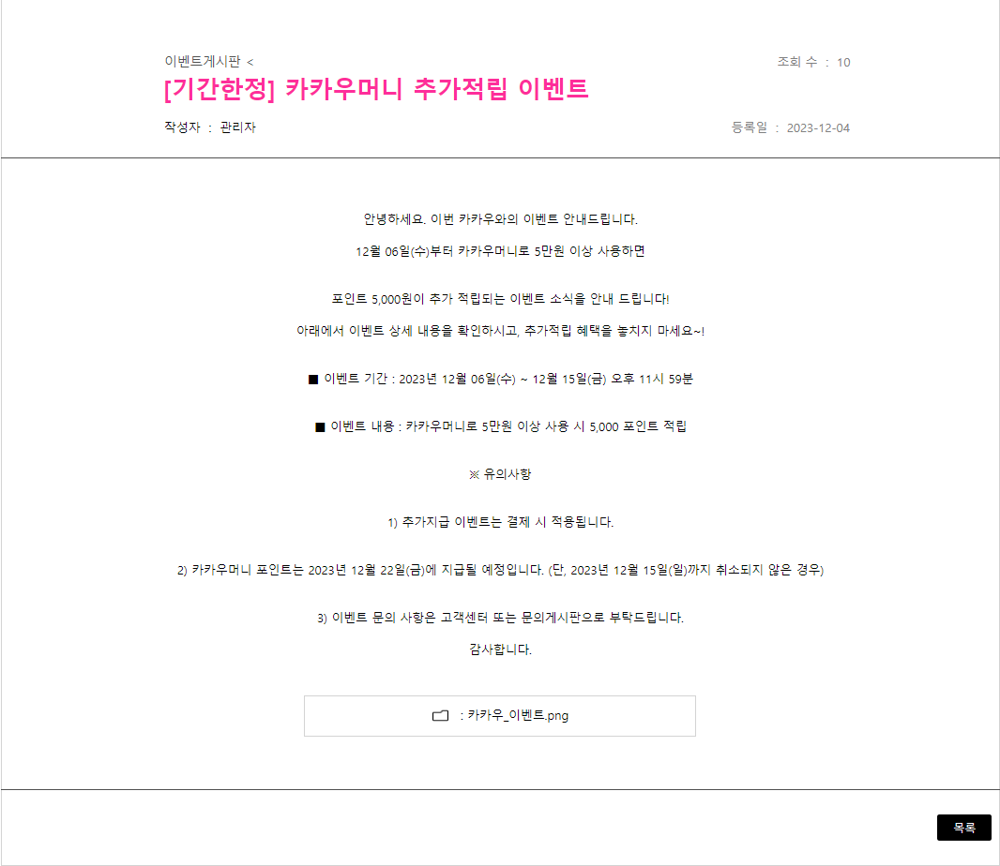 이벤트게시판 <
조회 수 : 10
[기간한정] 카카우머니 추가적립 이벤트
작성자 : 관리자
등록일 : 2023-12-04
안녕하세요. 이번 카카우와의 이벤트 안내드립니다.
12월 06일(수)부터 카카우머니로 5만원 이상 사용하면
포인트 5,000원이 추가 적립되는 이벤트 소식을 안내 드립니다!
아래에서 이벤트 상세 내용을 확인하시고, 추가적립 혜택을 놓치지 마세요~!
■ 이벤트 기간 : 2023년 12월 06일(수) ~ 12월 15일(금) 오후 11시 59분
■ 이벤트 내용 : 카카우머니로 5만원 이상 사용 시 5,000 포인트 적립
※ 유의사항
1) 추가지급 이벤트는 결제 시 적용됩니다.
2) 카카우머니 포인트는 2023년 12월 22일(금)에 지급될 예정입니다. (단, 2023년 12월 15일(일)까지 취소되지 않은 경우)
3) 이벤트 문의 사항은 고객센터 또는 문의게시판으로 부탁드립니다.
감사합니다.
: 카카우_이벤트.png
목록